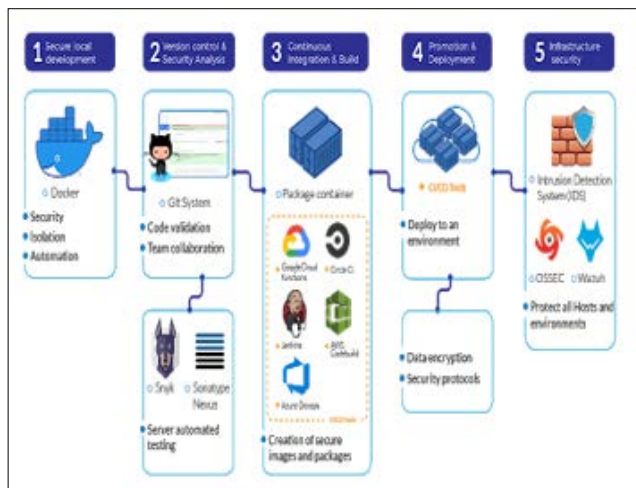 1 Secure local
development
2 Version control &
Security Analysis
3 Continuous
Integration & Build
4 Promotion &
Deployment
5 Infrastructure
security
Docker
Security
Isolation
Automation
Git System
Code validation
Team collaboration
Snyk
Sonatype
Nexus
Server automated
testing
Package container
Google Cloud
Functions
Circle Ci
Jenkins
AWS
Codebuild
Azure Devops
CI/CD Tools
Creation of secure
images and packages
CI/CD Tools
Deploy to an
environment
Data encryption
Security protocols
Intrusion Detection
System (IDS)
OSSEC
Wazuh
Protect all Hosts and
environments